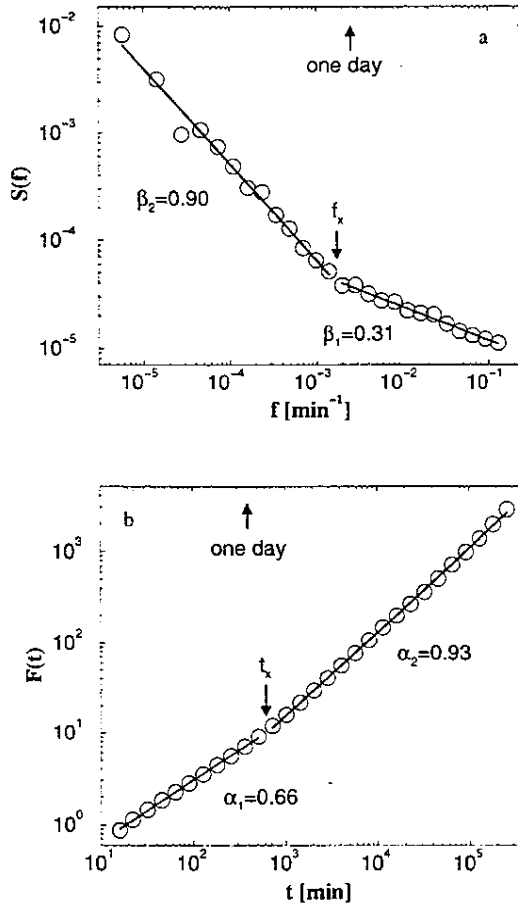 10⁻²
a
one day
10⁻³
S(f)
β₂=0.90
fₓ
10⁻⁴
β₁=0.31
10⁻⁵
10⁻⁵ 10⁻⁴ 10⁻³ 10⁻² 10⁻¹
f [min⁻¹]
b
one day
10³
10²
F(t)
tₓ
α₂=0.93
10¹
α₁=0.66
10⁰
10¹ 10² 10³ 10⁴ 10⁵
t [min]